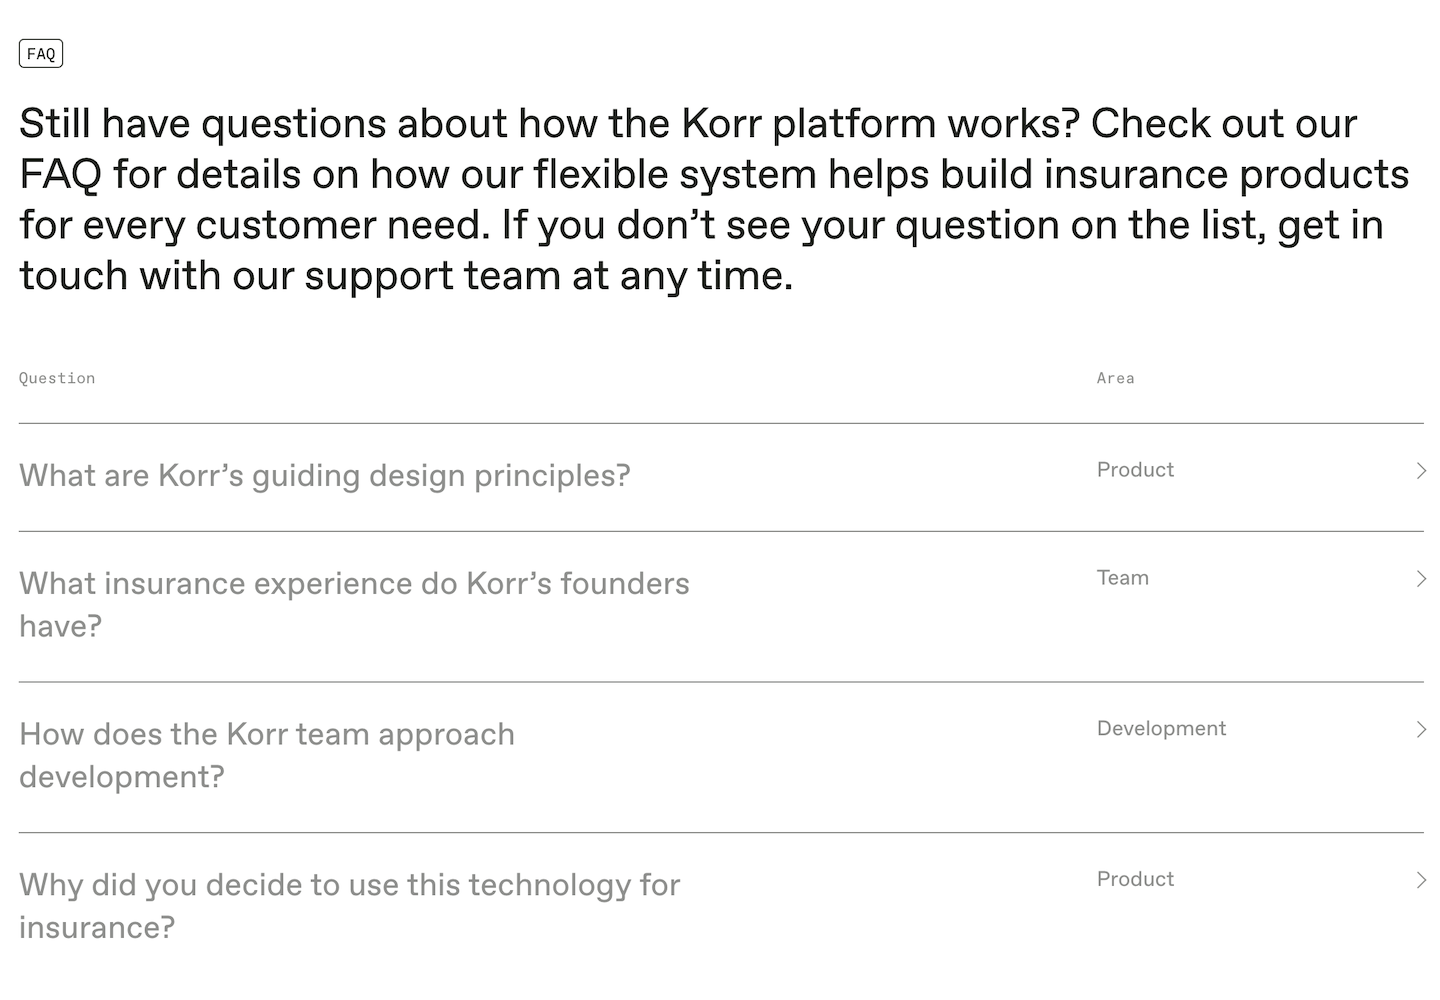 FAQ
Still have questions about how the Korr platform works? Check out our
FAQ for details on how our flexible system helps build insurance products
for every customer need. If you don’t see your question on the list, get in
touch with our support team at any time.
Question
Area
What are Korr’s guiding design principles?
Product
What insurance experience do Korr’s founders
have?
Team
How does the Korr team approach
development?
Development
Why did you decide to use this technology for
insurance?
Product